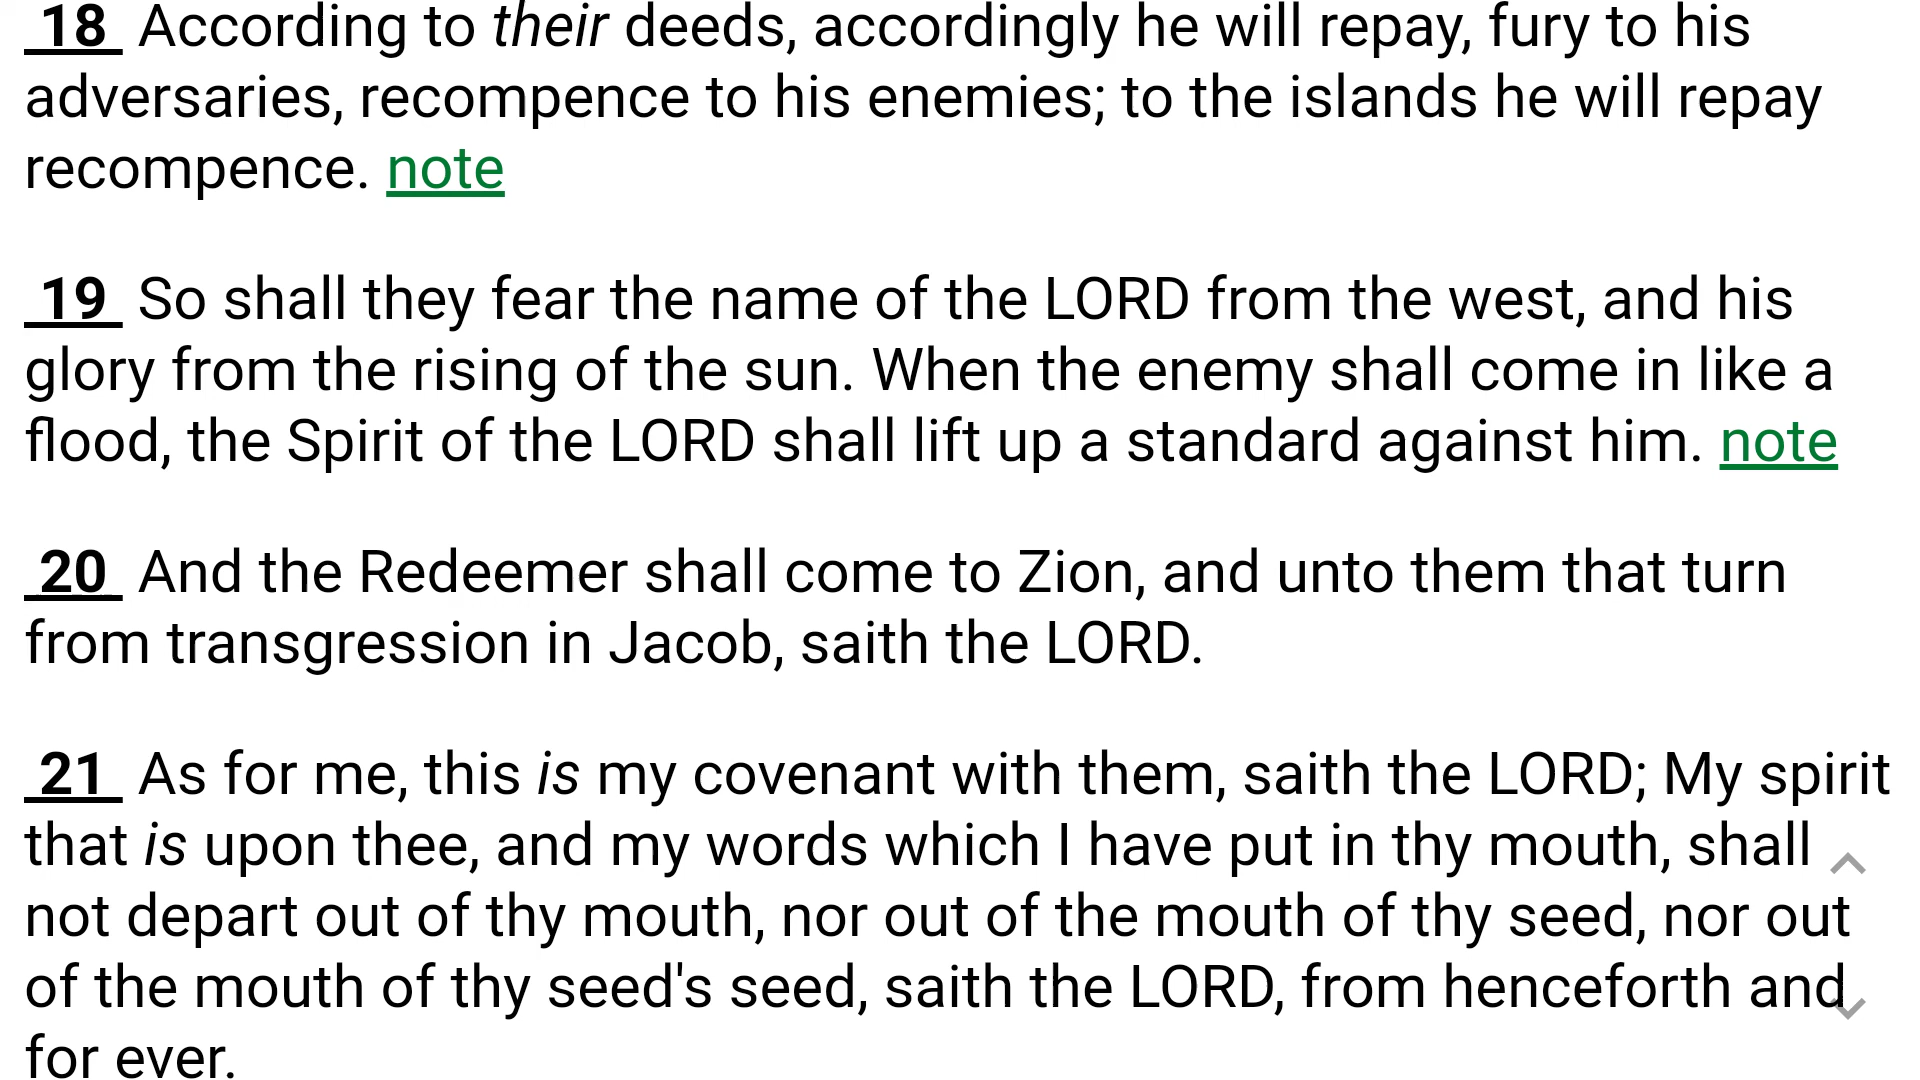 18 According to their deeds, accordingly he will repay, fury to his
adversaries, recompence to his enemies; to the islands he will repay
recompence. note
19 So shall they fear the name of the LORD from the west, and his
glory from the rising of the sun. When the enemy shall come in like a
flood, the Spirit of the LORD shall lift up a standard against him. note
20 And the Redeemer shall come to Zion, and unto them that turn
from transgression in Jacob, saith the LORD.
21 As for me, this is my covenant with them, saith the LORD; My spirit
that is upon thee, and my words which I have put in thy mouth, shall
not depart out of thy mouth, nor out of the mouth of thy seed, nor out
of the mouth of thy seed's seed, saith the LORD, from henceforth and
for ever.